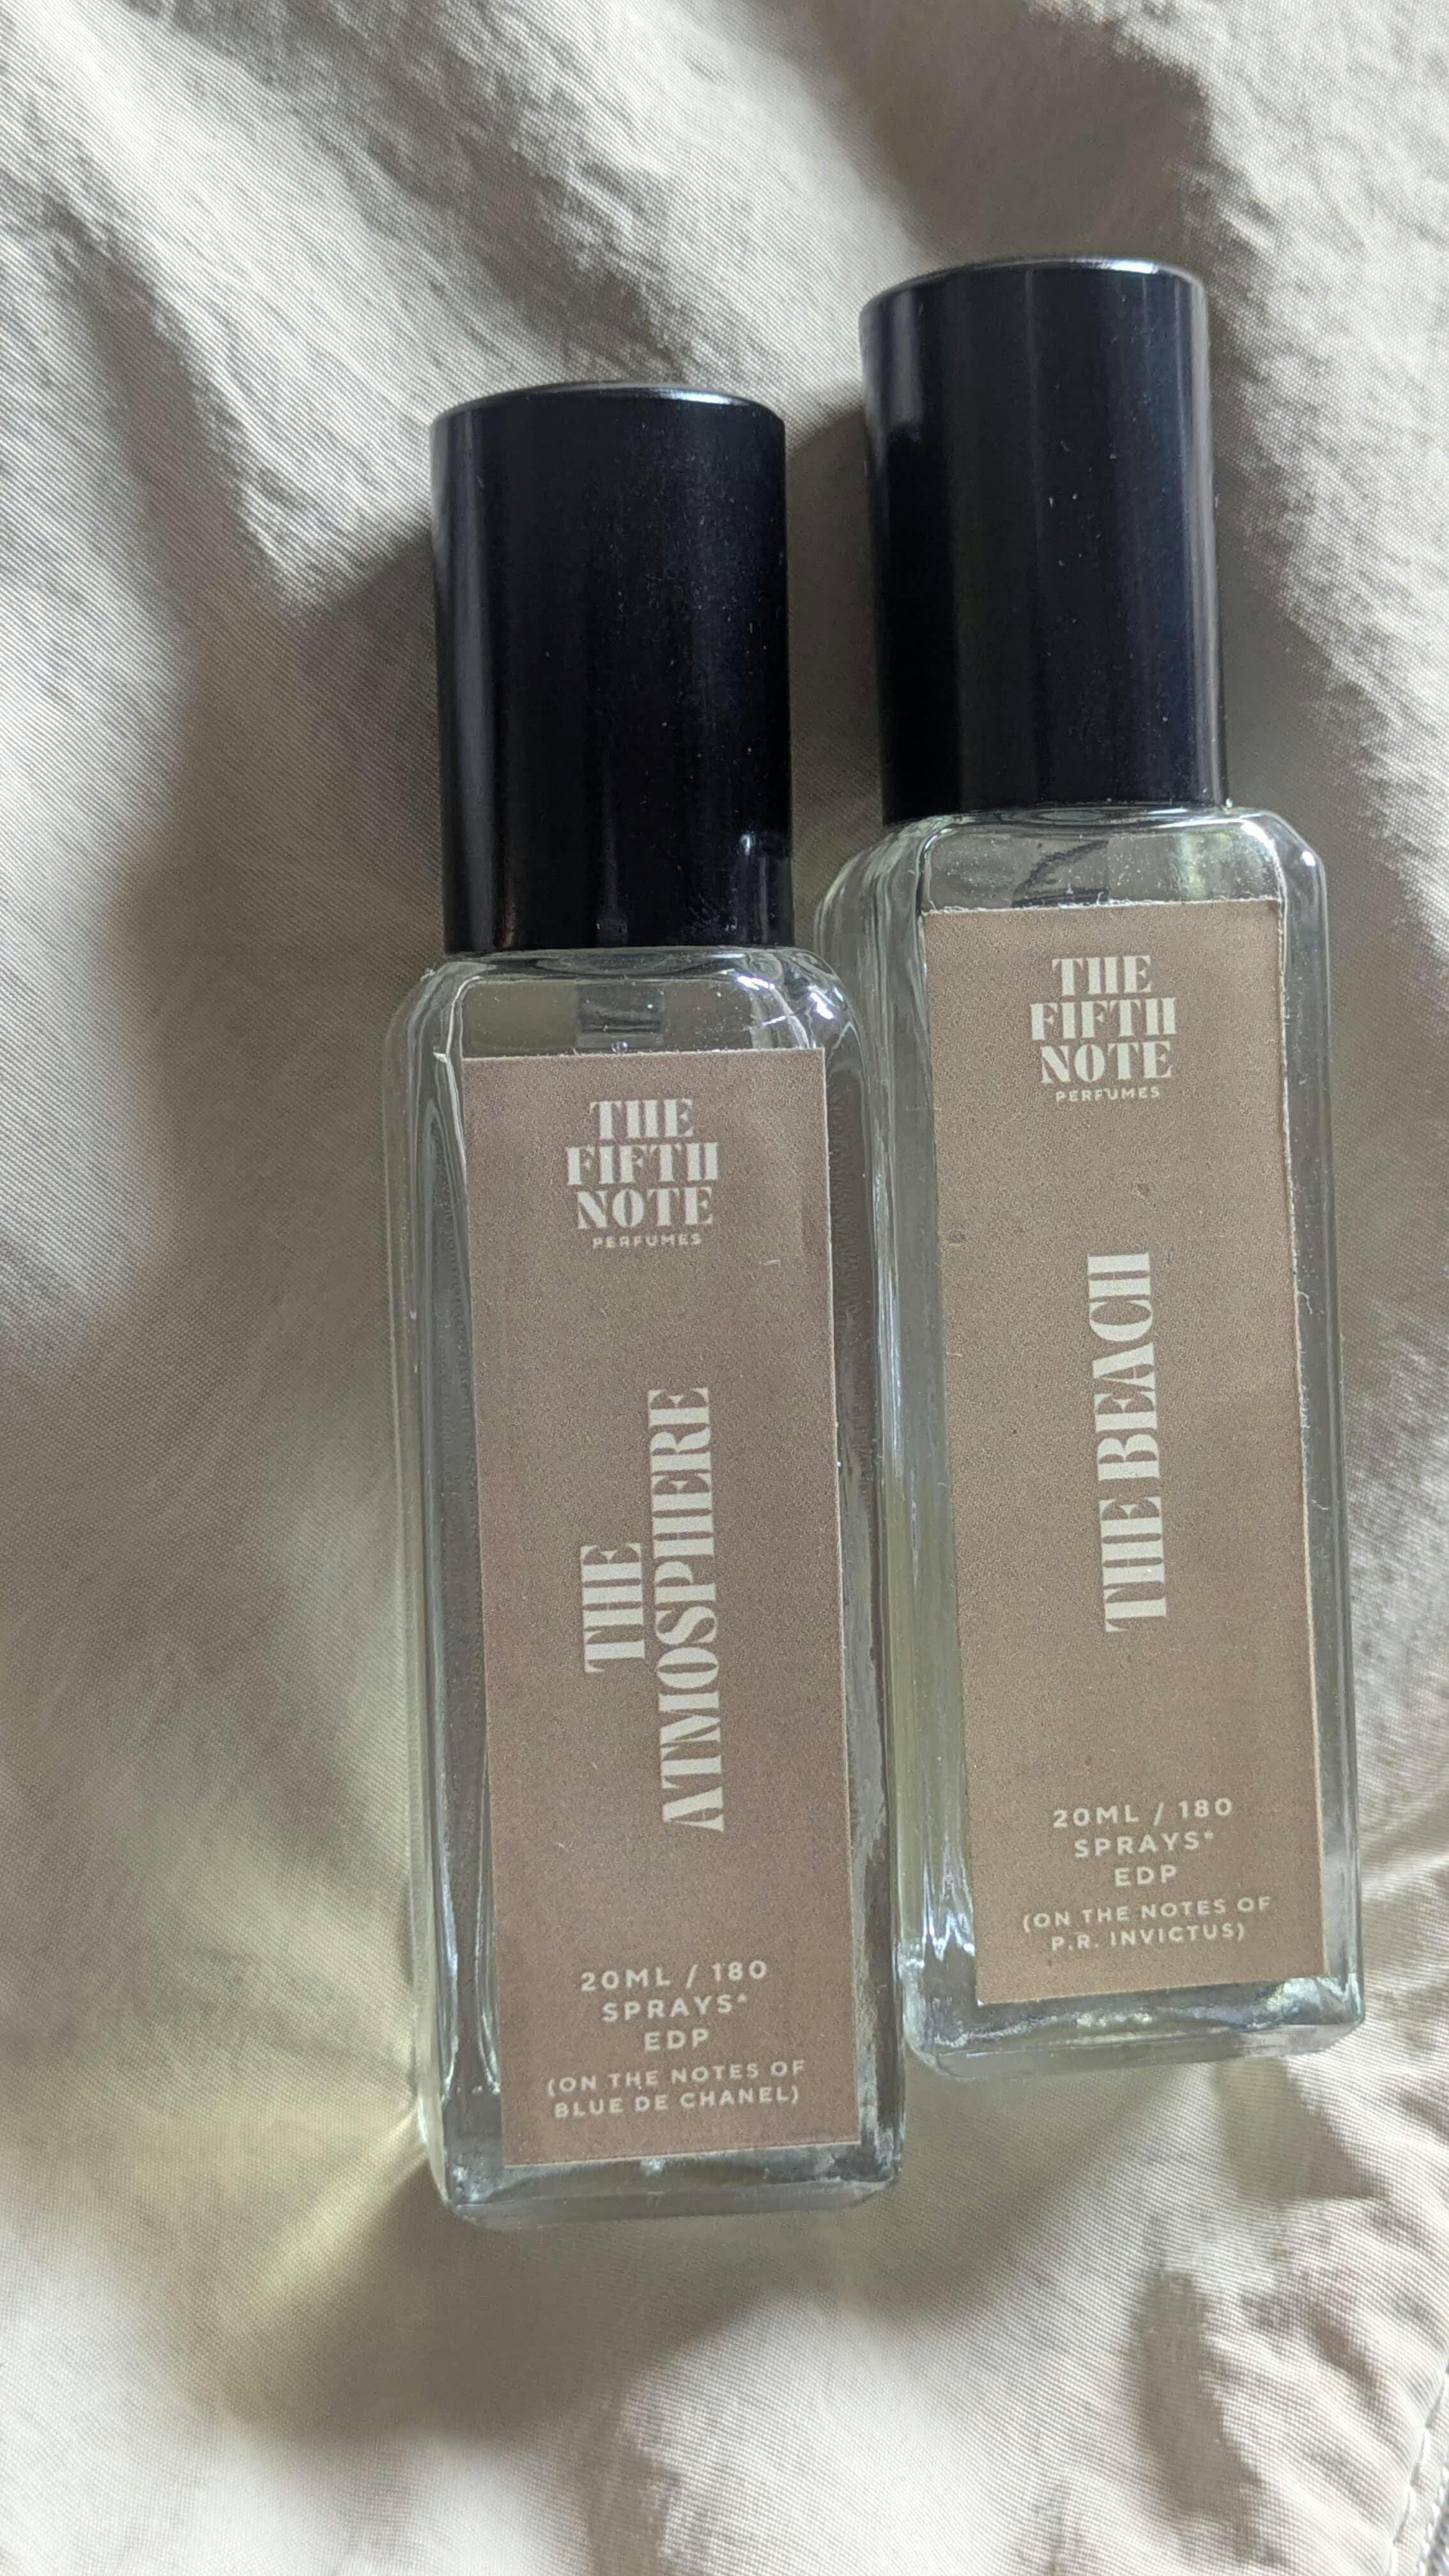 THE
FIFTH
NOTE
PERFUMES
THE
ATMOSPHERE
20ML / 180
SPRAYS*
EDP
(ON THE NOTES OF
BLUE DE CHANEL)
THE
FIFTH
NOTE
PERFUMES
THE BEACH
20ML / 180
SPRAYS*
EDP
(ON THE NOTES OF
P.R. INVICTUS)